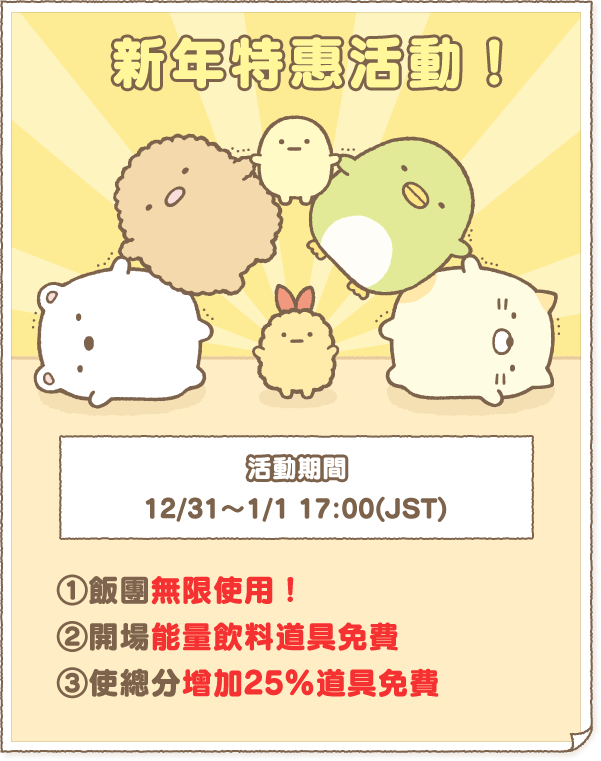 新年特惠活動！
活動期間
12/31～1/1 17:00(JST)
①飯團無限使用！
②開場能量飲料道具免費
③使總分增加25%道具免費